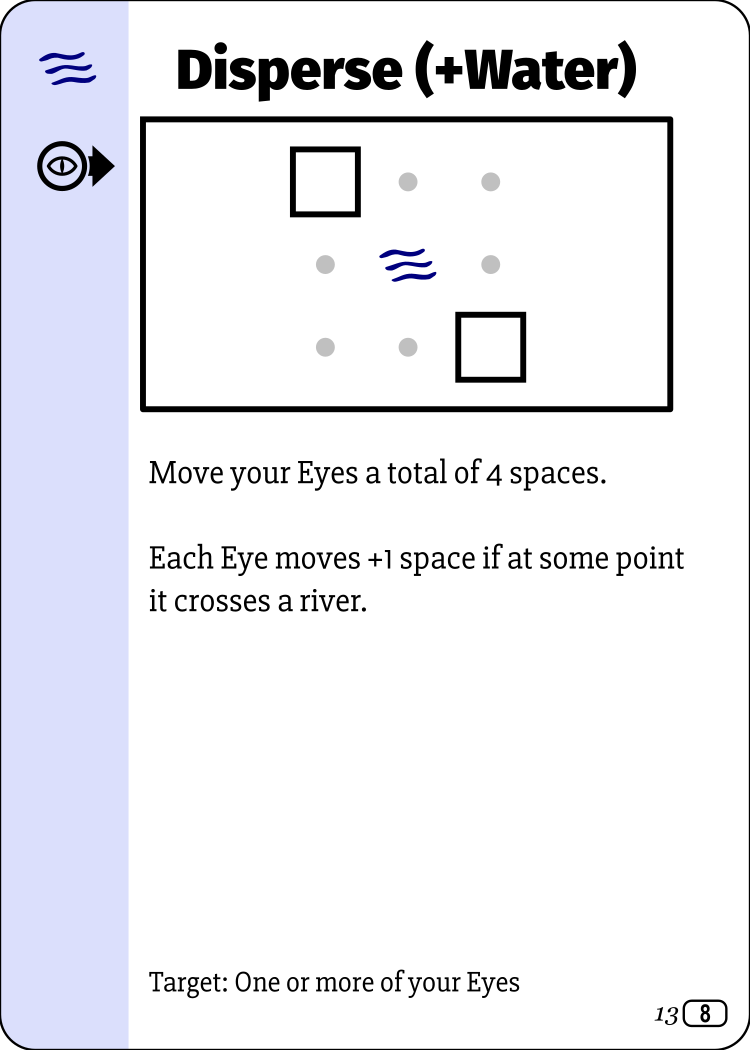 Disperse (+Water)
Move your Eyes a total of 4 spaces.
Each Eye moves +1 space if at some point
it crosses a river.
Target: One or more of your Eyes
13 8